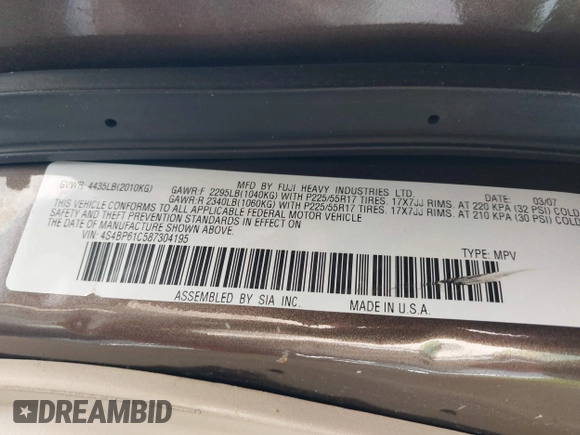 MFD BY FUJI HEAVY INDUSTRIES LTD. DATE: 03/07
GVWR: 4435LB(2010KG) GAWR:F 2295LB(1040KG) WITH P225/55R17 TIRES. 17X7JJ RIMS. AT 220 KPA (32 PSI) COLD
GAWR:R 2340LB(1060KG) WITH P225/55R17 TIRES. 17X7JJ RIMS. AT 210 KPA (30 PSI) COLD
THIS VEHICLE CONFORMS TO ALL APPLICABLE FEDERAL MOTOR VEHICLE
SAFETY AND THEFT PREVENTION STANDARDS IN EFFECT ON
THE DATE OF MANUFACTURE SHOWN ABOVE.
VIN: 4S4BP61C587304195 TYPE: MPV
ASSEMBLED BY SIA INC. MADE IN U.S.A.
DREAMBID